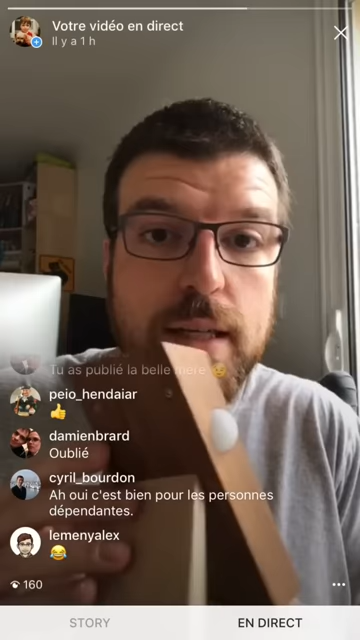 Votre vidéo en direct
Il y a 1 h
Tu as publié la belle mère 😢
peio_hendaiar
👍
damienbrard
Oublié
cyril_bourdon
Ah oui c'est bien pour les personnes
dépendantes.
lemenyalex
😂
160
STORY
EN DIRECT